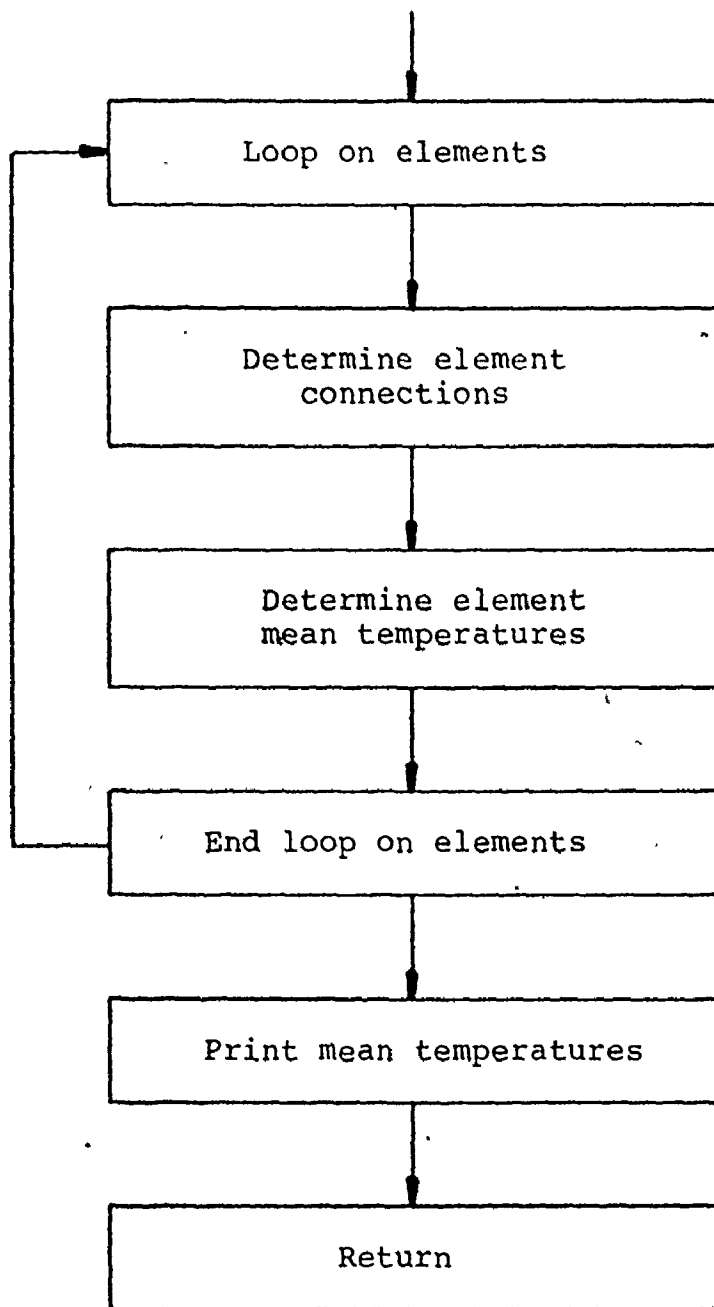 Loop on elements
Determine element
connections
Determine element
mean temperatures
End loop on elements
Print mean temperatures
Return